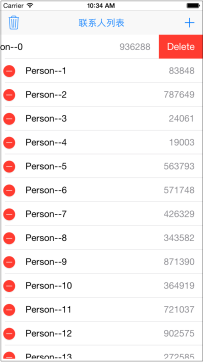 Carrier 10:34 AM
联系人列表 +
on--0 936288 Delete
Person--1 83848
Person--2 787649
Person--3 24061
Person--4 19003
Person--5 563793
Person--6 571748
Person--7 426329
Person--8 343582
Person--9 871390
Person--10 364919
Person--11 721037
Person--12 902575
Person--13 272585